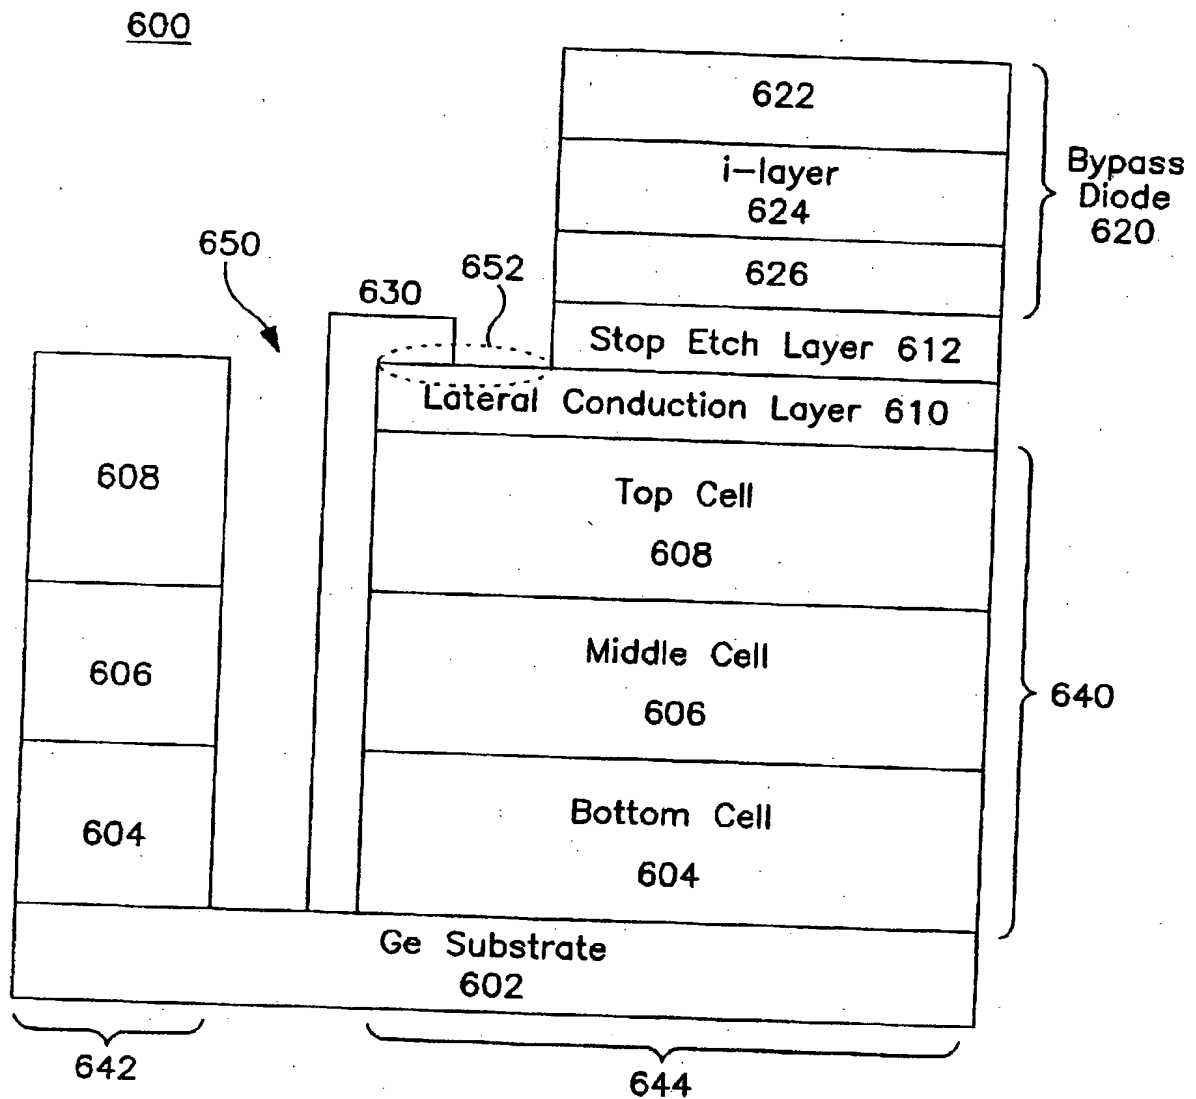 600
622
i-layer
624
626
Bypass
Diode
620
650
652
630
Stop Etch Layer 612
Lateral Conduction Layer 610
608
Top Cell
608
606
Middle Cell
606
640
604
Bottom Cell
604
Ge Substrate
602
642
644